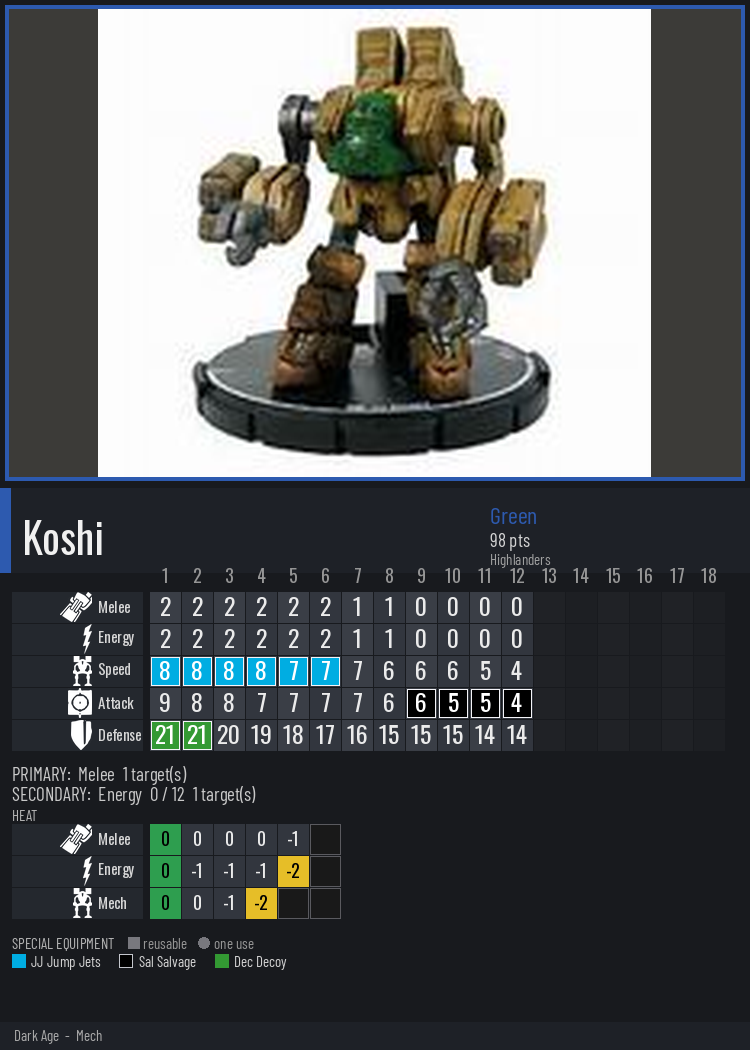 Koshi
Green
98 pts
Highlanders
1 2 3 4 5 6 7 8 9 10 11 12 13 14 15 16 17 18
Melee 2 2 2 2 2 2 1 1 0 0 0 0
Energy 2 2 2 2 2 2 1 1 0 0 0 0
Speed 8 8 8 8 7 7 7 6 6 6 5 4
Attack 9 8 8 7 7 7 7 6 6 5 5 4
Defense 21 21 20 19 18 17 16 15 15 15 14 14
PRIMARY: Melee 1 target(s)
SECONDARY: Energy 0 / 12 1 target(s)
HEAT
Melee 0 0 0 0 -1
Energy 0 -1 -1 -1 -2
Mech 0 0 -1 -2
SPECIAL EQUIPMENT reusable one use
JJ Jump Jets Sal Salvage Dec Decoy
Dark Age - Mech